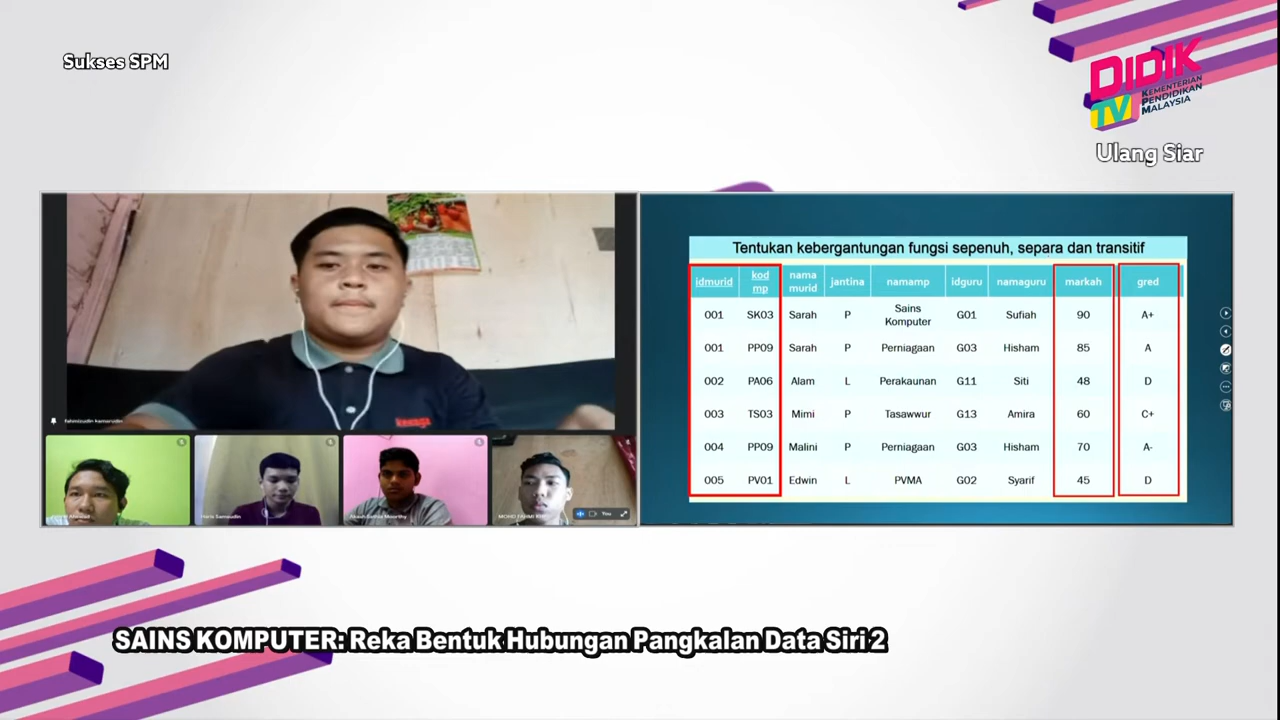 Sukses SPM
DIDIK
TV
KEMENTERIAN
PENDIDIKAN
MALAYSIA
Ulang Siar
Tentukan kebergantungan fungsi sepenuh, separa dan transitif
idmurid kod mp nama murid jantina namamp idguru namaguru markah gred
001 SK03 Sarah P Sains Komputer G01 Sufiah 90 A+
001 PP09 Sarah P Perniagaan G03 Hisham 85 A
002 PA06 Alam L Perakaunan G11 Siti 48 D
003 TS03 Mimi P Tasawwur G13 Amira 60 C+
004 PP09 Malini P Perniagaan G03 Hisham 70 A-
005 PV01 Edwin L PVMA G02 Syarif 45 D
fahmizudin kamarudin
You
SAINS KOMPUTER: Reka Bentuk Hubungan Pangkalan Data Siri 2